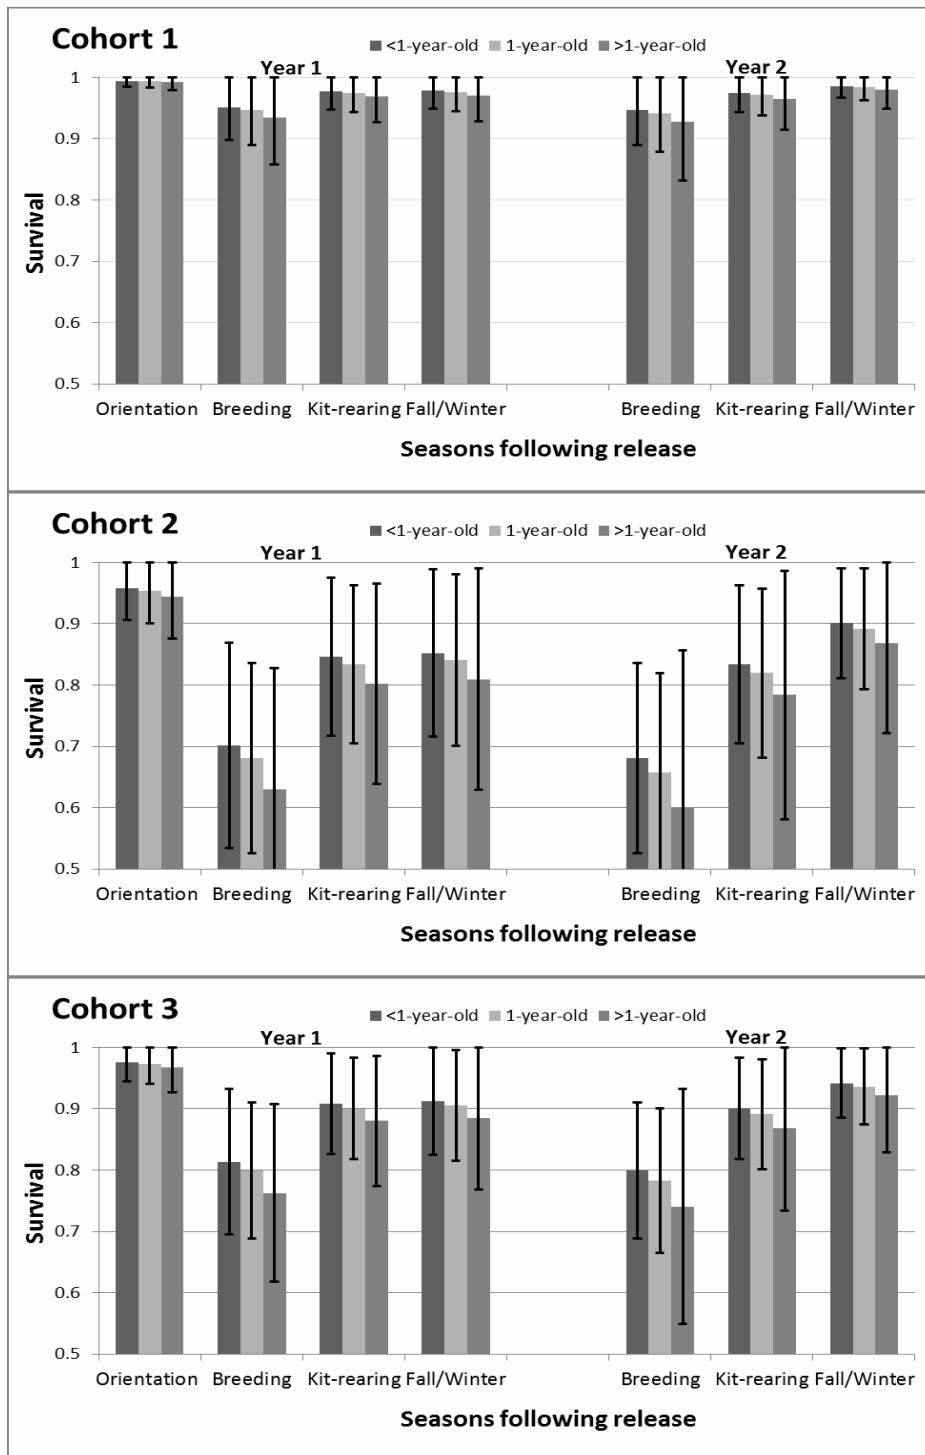 Cohort 1
<1-year-old 1-year-old >1-year-old
Year 1 Year 2
1
0.9
0.8
0.7
0.6
0.5
Survival
Orientation Breeding Kit-rearing Fall/Winter Breeding Kit-rearing Fall/Winter
Seasons following release
Cohort 2
<1-year-old 1-year-old >1-year-old
Year 1 Year 2
1
0.9
0.8
0.7
0.6
0.5
Survival
Orientation Breeding Kit-rearing Fall/Winter Breeding Kit-rearing Fall/Winter
Seasons following release
Cohort 3
<1-year-old 1-year-old >1-year-old
Year 1 Year 2
1
0.9
0.8
0.7
0.6
0.5
Survival
Orientation Breeding Kit-rearing Fall/Winter Breeding Kit-rearing Fall/Winter
Seasons following release